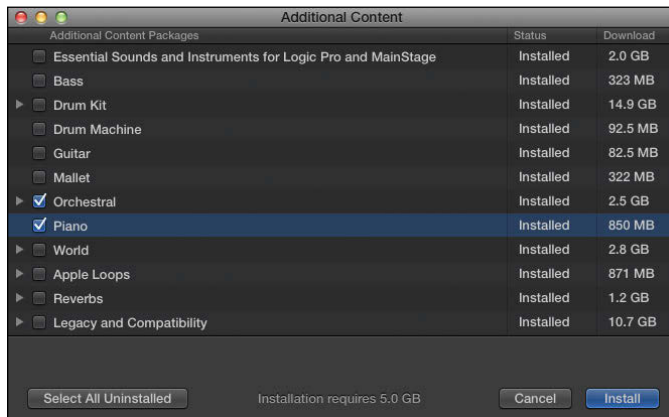 Additional Content
Additional Content Packages Status Download
Essential Sounds and Instruments for Logic Pro and MainStage Installed 2.0 GB
Bass Installed 323 MB
Drum Kit Installed 14.9 GB
Drum Machine Installed 92.5 MB
Guitar Installed 82.5 MB
Mallet Installed 322 MB
Orchestral Installed 2.5 GB
Piano Installed 850 MB
World Installed 2.8 GB
Apple Loops Installed 871 MB
Reverbs Installed 1.2 GB
Legacy and Compatibility Installed 10.7 GB
Select All Uninstalled Installation requires 5.0 GB Cancel Install